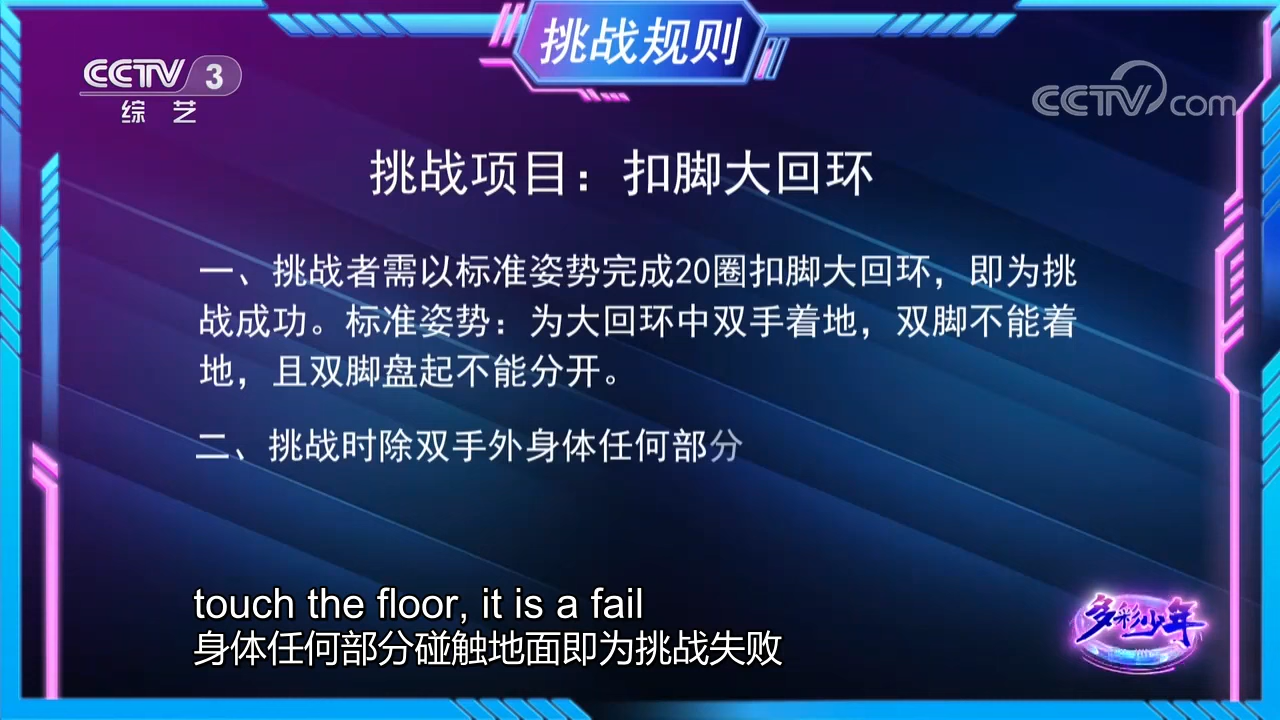 挑战规则
CCTV 3
综艺
CCTV.com
挑战项目：扣脚大回环
一、挑战者需以标准姿势完成20圈扣脚大回环，即为挑
战成功。标准姿势：为大回环中双手着地，双脚不能着
地，且双脚盘起不能分开。
二、挑战时除双手外身体任何部分
touch the floor, it is a fail
身体任何部分碰触地面即为挑战失败
多彩少年